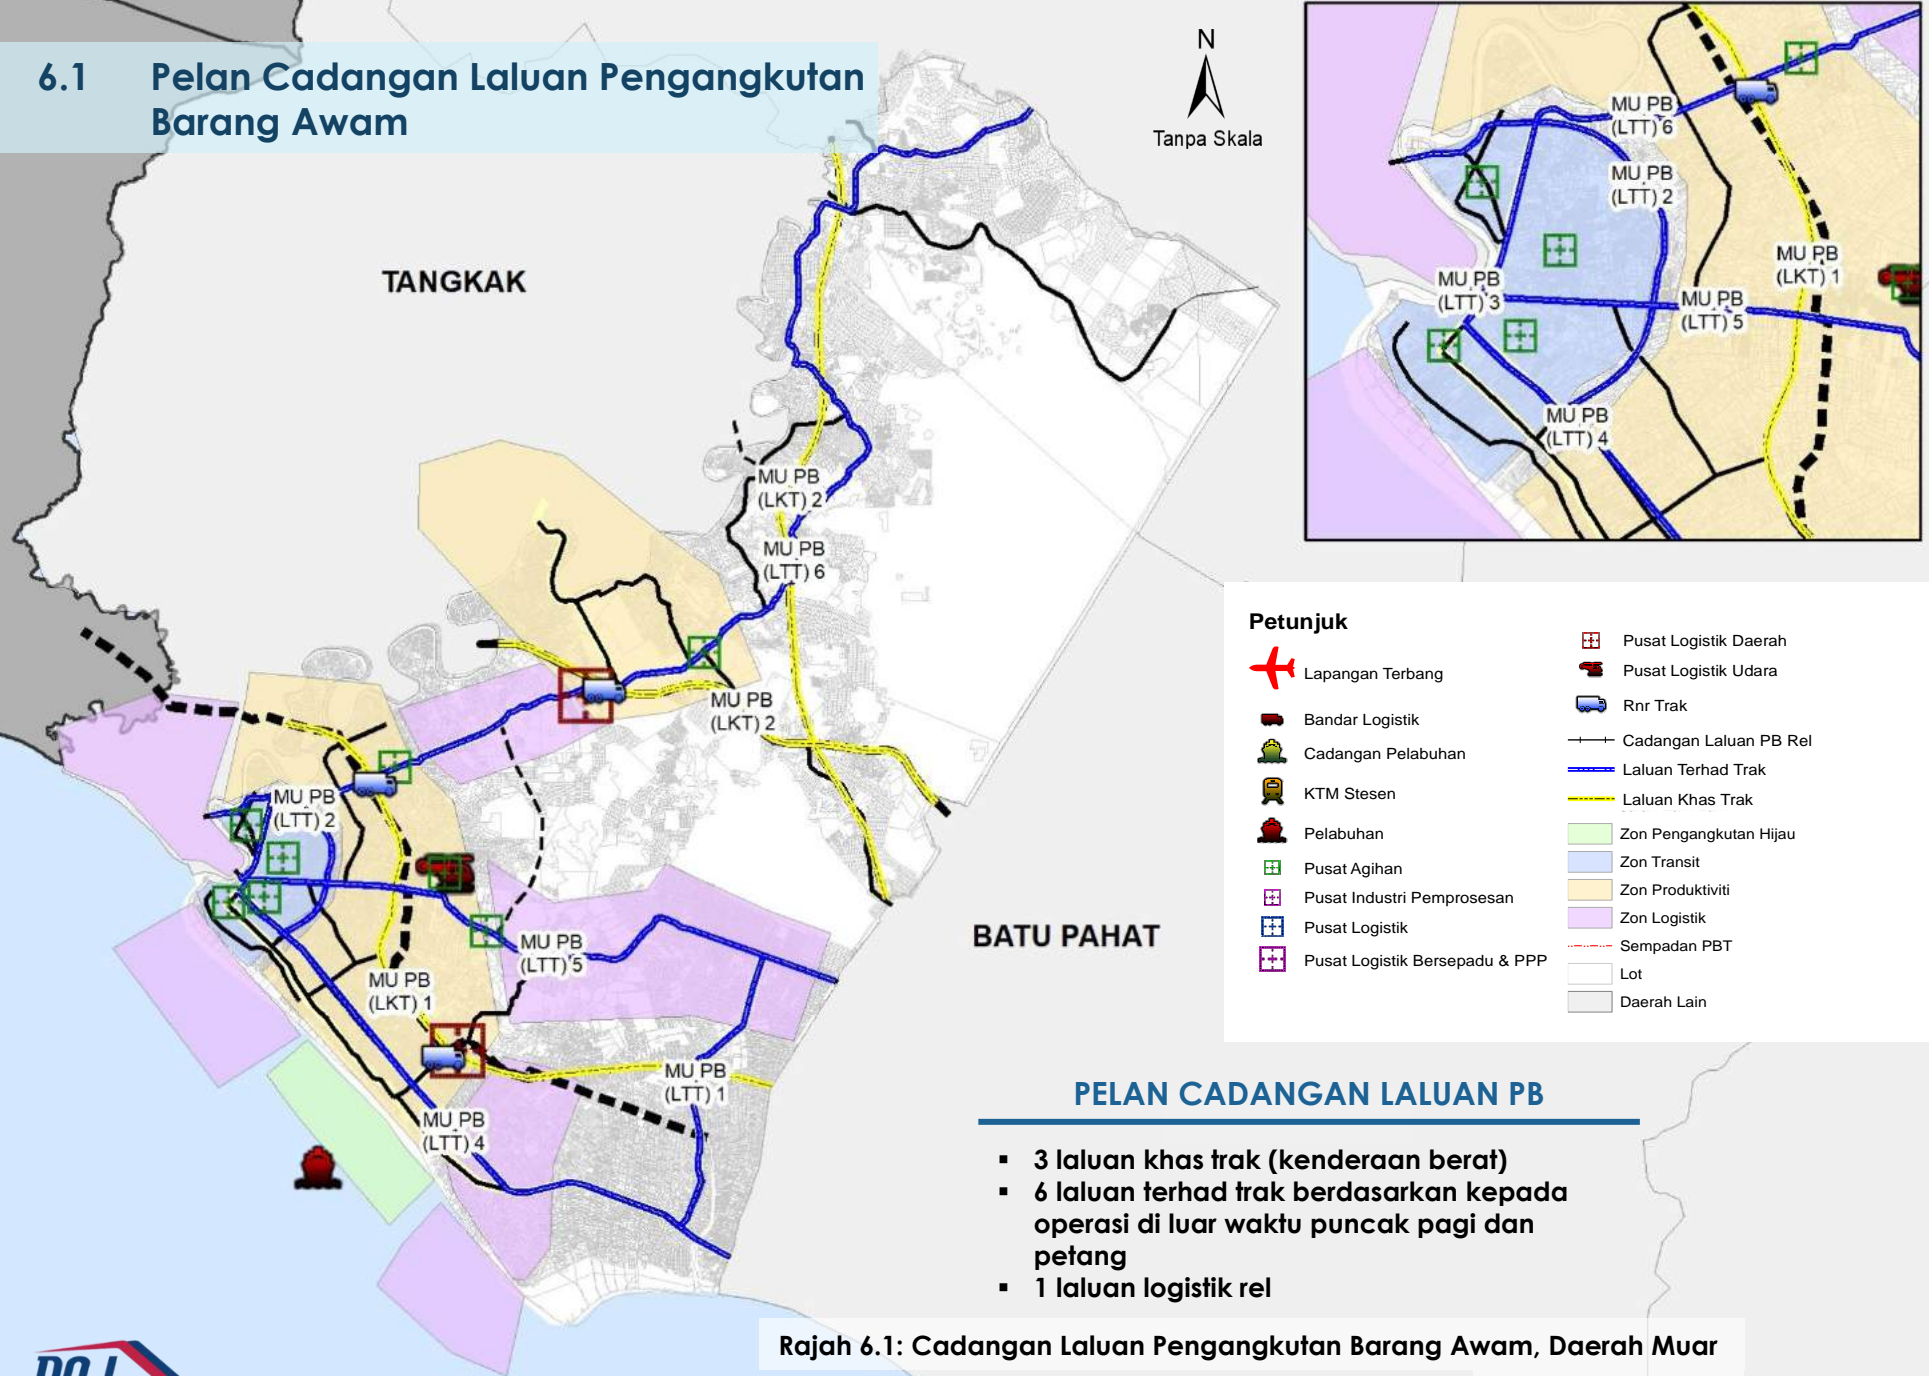 6.1 Pelan Cadangan Laluan Pengangkutan
Barang Awam
N
Tanpa Skala
TANGKAK
BATU PAHAT
MU PB
(LKT) 2
MU PB
(LTT) 6
MU PB
(LKT) 2
MU PB
(LTT) 2
MU PB
(LTT) 5
MU PB
(LKT) 1
MU PB
(LTT) 1
MU PB
(LTT) 4
MU PB
(LTT) 6
MU PB
(LTT) 2
MU PB
(LKT) 1
MU PB
(LTT) 3
MU PB
(LTT) 5
MU PB
(LTT) 4
Petunjuk
Lapangan Terbang
Bandar Logistik
Cadangan Pelabuhan
KTM Stesen
Pelabuhan
Pusat Agihan
Pusat Industri Pemprosesan
Pusat Logistik
Pusat Logistik Bersepadu & PPP
Pusat Logistik Daerah
Pusat Logistik Udara
Rnr Trak
Cadangan Laluan PB Rel
Laluan Terhad Trak
Laluan Khas Trak
Zon Pengangkutan Hijau
Zon Transit
Zon Produktiviti
Zon Logistik
Sempadan PBT
Lot
Daerah Lain
PELAN CADANGAN LALUAN PB
▪ 3 laluan khas trak (kenderaan berat)
▪ 6 laluan terhad trak berdasarkan kepada
operasi di luar waktu puncak pagi dan
petang
▪ 1 laluan logistik rel
Rajah 6.1: Cadangan Laluan Pengangkutan Barang Awam, Daerah Muar